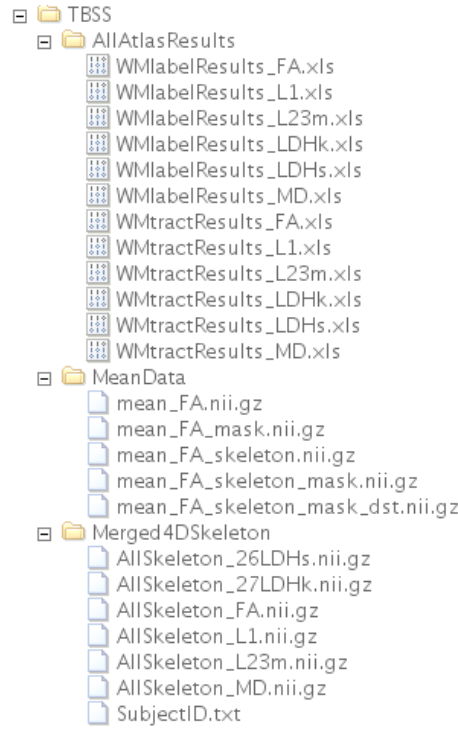 TBSS
AllAtlasResults
WMlabelResults_FA.xls
WMlabelResults_L1.xls
WMlabelResults_L23m.xls
WMlabelResults_LDHk.xls
WMlabelResults_LDHs.xls
WMlabelResults_MD.xls
WMtractResults_FA.xls
WMtractResults_L1.xls
WMtractResults_L23m.xls
WMtractResults_LDHk.xls
WMtractResults_LDHs.xls
WMtractResults_MD.xls
MeanData
mean_FA.nii.gz
mean_FA_mask.nii.gz
mean_FA_skeleton.nii.gz
mean_FA_skeleton_mask.nii.gz
mean_FA_skeleton_mask_dst.nii.gz
Merged4DSkeleton
AllSkeleton_26LDHs.nii.gz
AllSkeleton_27LDHk.nii.gz
AllSkeleton_FA.nii.gz
AllSkeleton_L1.nii.gz
AllSkeleton_L23m.nii.gz
AllSkeleton_MD.nii.gz
SubjectID.txt